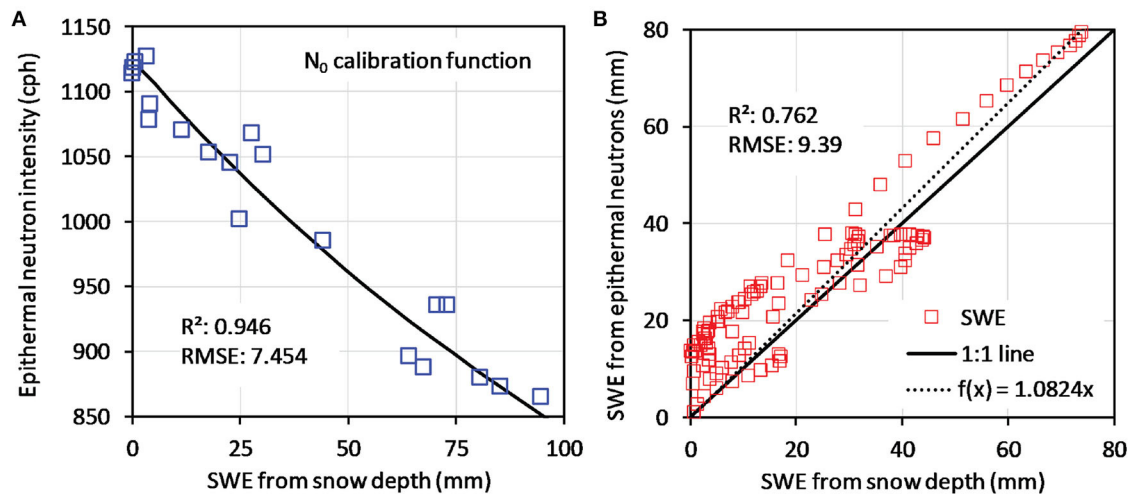 A
Epithermal neutron intensity (cph)
1150
1100
1050
1000
950
900
850
N₀ calibration function
R²: 0.946
RMSE: 7.454
0
25
50
75
100
SWE from snow depth (mm)
B
SWE from epithermal neutrons (mm)
80
60
40
20
0
R²: 0.762
RMSE: 9.39
SWE
1:1 line
f(x) = 1.0824x
0
20
40
60
80
SWE from snow depth (mm)